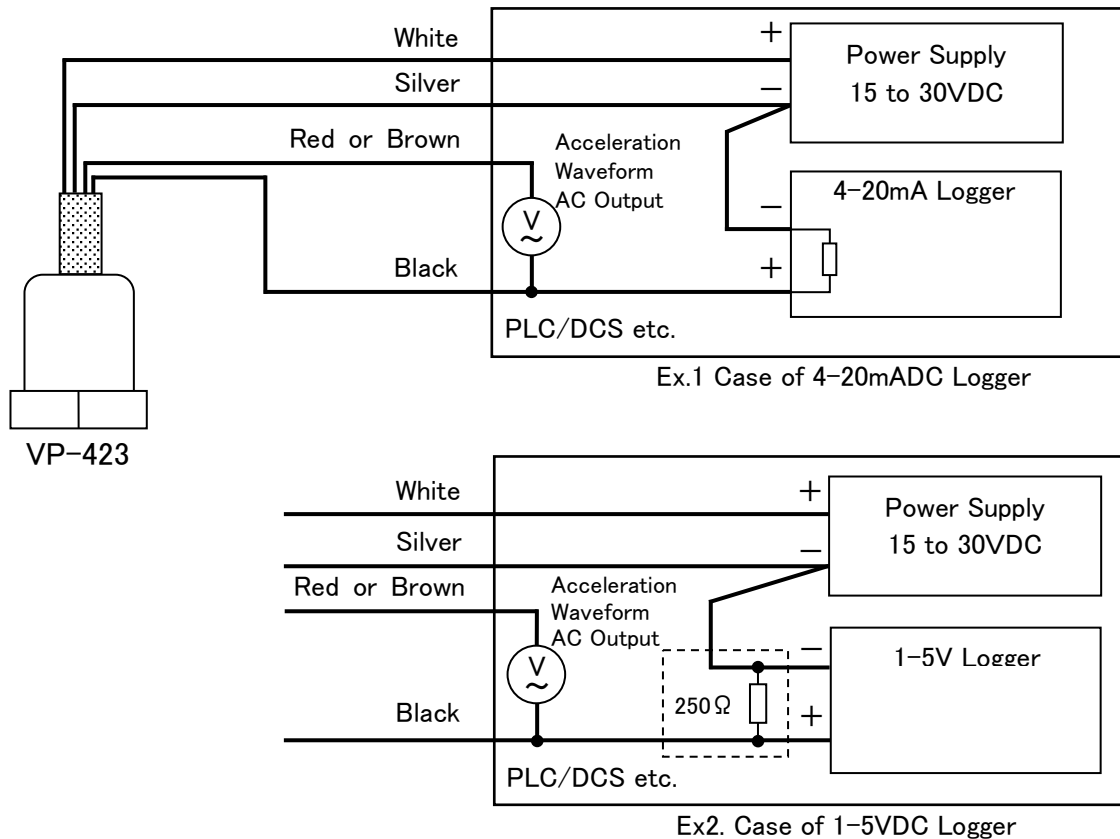 White
+
Power Supply
15 to 30VDC
Silver
−
Red or Brown
Acceleration
Waveform
AC Output
V
~
4-20mA Logger
−
Black
+
PLC/DCS etc.
Ex.1 Case of 4-20mADC Logger
VP-423
White
+
Power Supply
15 to 30VDC
Silver
−
Red or Brown
Acceleration
Waveform
AC Output
V
~
1-5V Logger
−
250Ω
Black
+
PLC/DCS etc.
Ex2. Case of 1-5VDC Logger